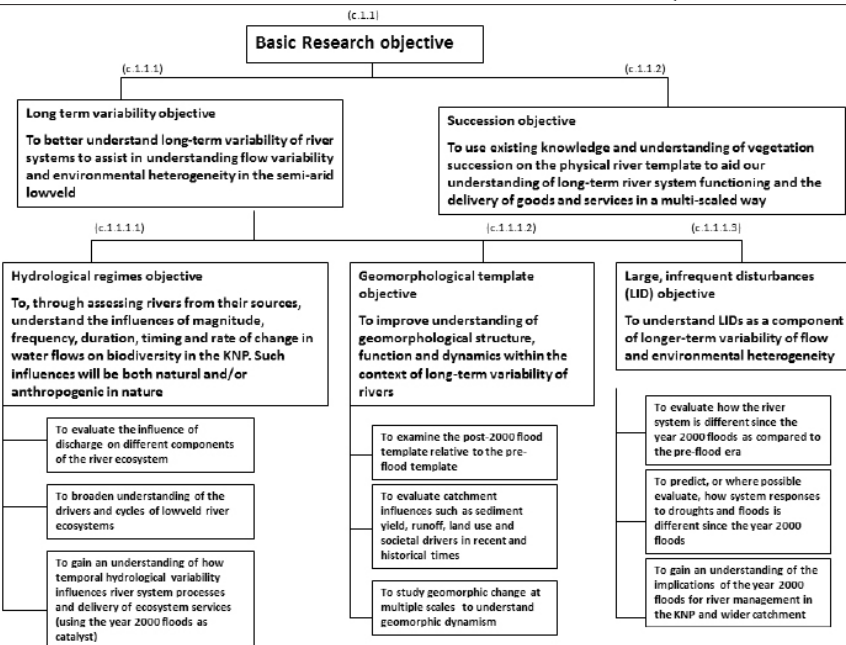 (c.1.1)
Basic Research objective
(c.1.1.1)
(c.1.1.2)
Long term variability objective
To better understand long-term variability of river
systems to assist in understanding flow variability
and environmental heterogeneity in the semi-arid
lowveld
Succession objective
To use existing knowledge and understanding of vegetation
succession on the physical river template to aid our
understanding of long-term river system functioning and the
delivery of goods and services in a multi-scaled way
(c.1.1.1.1)
(c.1.1.1.2)
(c.1.1.1.3)
Hydrological regimes objective
To, through assessing rivers from their sources,
understand the influences of magnitude,
frequency, duration, timing and rate of change in
water flows on biodiversity in the KNP. Such
influences will be both natural and/or
anthropogenic in nature
Geomorphological template
objective
To improve understanding of
geomorphological structure,
function and dynamics within the
context of long-term variability of
rivers
Large, infrequent disturbances
(LID) objective
To understand LIDs as a component
of longer-term variability of flow
and environmental heterogeneity
To evaluate the influence of
discharge on different components
of the river ecosystem
To broaden understanding of the
drivers and cycles of lowveld river
ecosystems
To gain an understanding of how
temporal hydrological variability
influences river system processes
and delivery of ecosystem services
(using the year 2000 floods as
catalyst)
To examine the post-2000 flood
template relative to the pre-
flood template
To evaluate catchment
influences such as sediment
yield, runoff, land use and
societal drivers in recent and
historical times
To study geomorphic change at
multiple scales to understand
geomorphic dynamism
To evaluate how the river
system is different since the
year 2000 floods as compared to
the pre-flood era
To predict, or where possible
evaluate, how system responses
to droughts and floods is
different since the year 2000
floods
To gain an understanding of the
implications of the year 2000
floods for river management in
the KNP and wider catchment